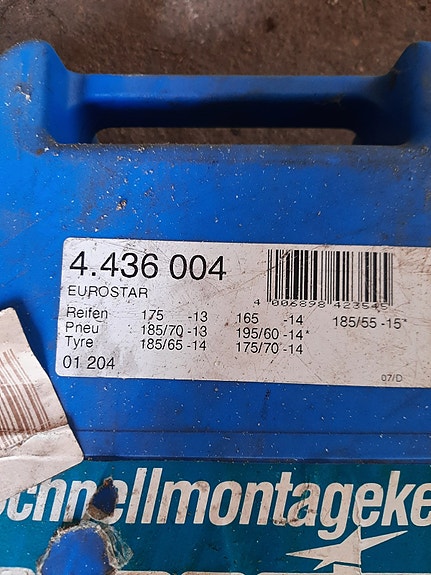 4.436 004
EUROSTAR
4 006898 42354
Reifen 175 -13 165 -14 185/55 -15*
Pneu 185/70 -13 195/60 -14*
Tyre 185/65 -14 175/70 -14
01 204
07/D
chnellmontageke